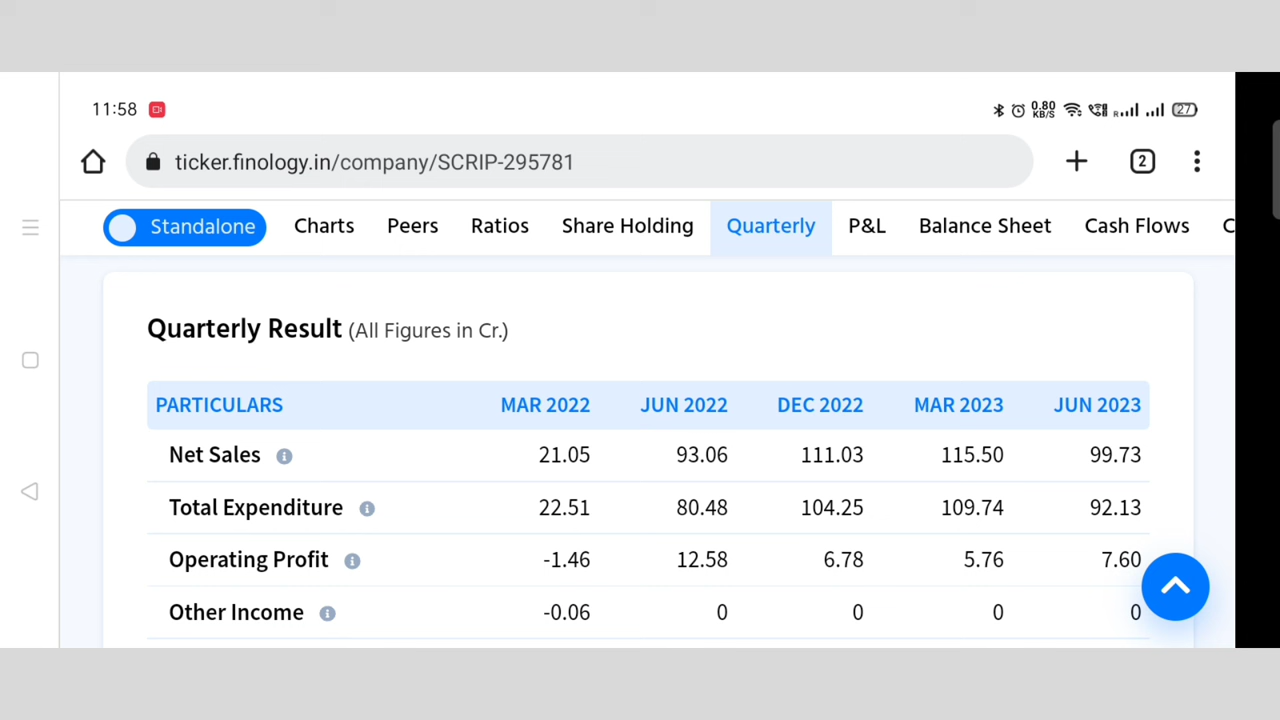 11:58 0.80 KB/S R 27
ticker.finology.in/company/SCRIP-295781 2
Standalone Charts Peers Ratios Share Holding Quarterly P&L Balance Sheet Cash Flows C
Quarterly Result (All Figures in Cr.)
PARTICULARS MAR 2022 JUN 2022 DEC 2022 MAR 2023 JUN 2023
Net Sales i 21.05 93.06 111.03 115.50 99.73
Total Expenditure i 22.51 80.48 104.25 109.74 92.13
Operating Profit i -1.46 12.58 6.78 5.76 7.60
Other Income i -0.06 0 0 0 0